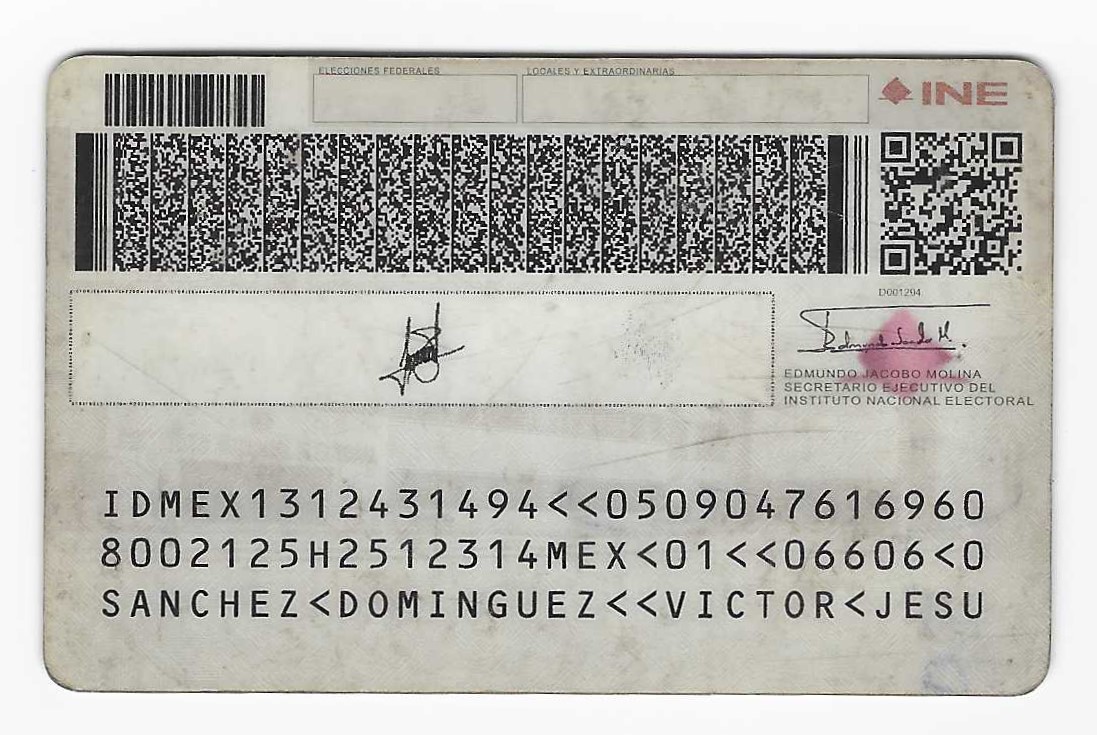 ELECCIONES FEDERALES
LOCALES Y EXTRAORDINARIAS
INE
D001294
EDMUNDO JACOBO MOLINA
SECRETARIO EJECUTIVO DEL
INSTITUTO NACIONAL ELECTORAL
IDMEX1312431494<<0509047616960
8002125H2512314MEX<01<<06606<0
SANCHEZ<DOMINGUEZ<<VICTOR<JESU